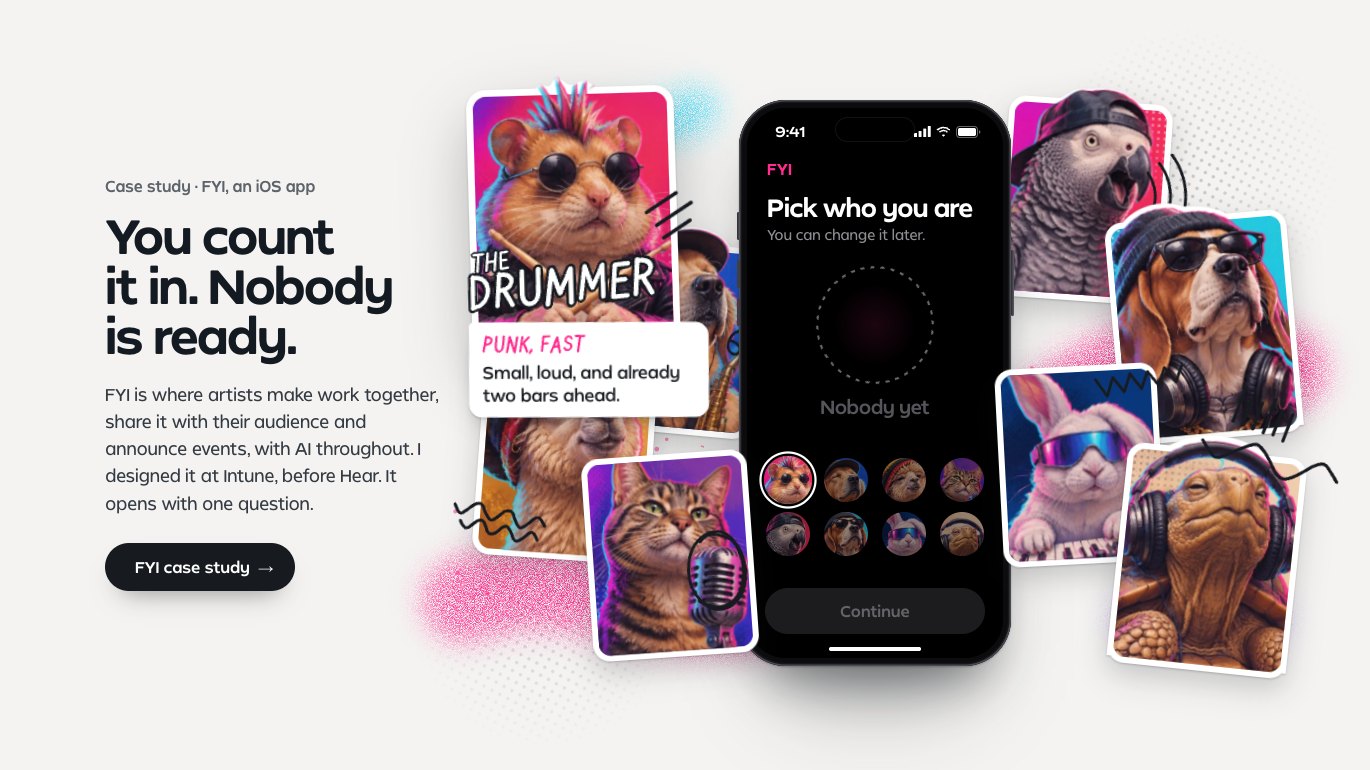 Case study · FYI, an iOS app
You count
it in. Nobody
is ready.
FYI is where artists make work together,
share it with their audience and
announce events, with AI throughout. I
designed it at Intune, before Hear. It
opens with one question.
FYI case study →
THE
DRUMMER
PUNK, FAST
Small, loud, and already
two bars ahead.
9:41
FYI
Pick who you are
You can change it later.
Nobody yet
Continue